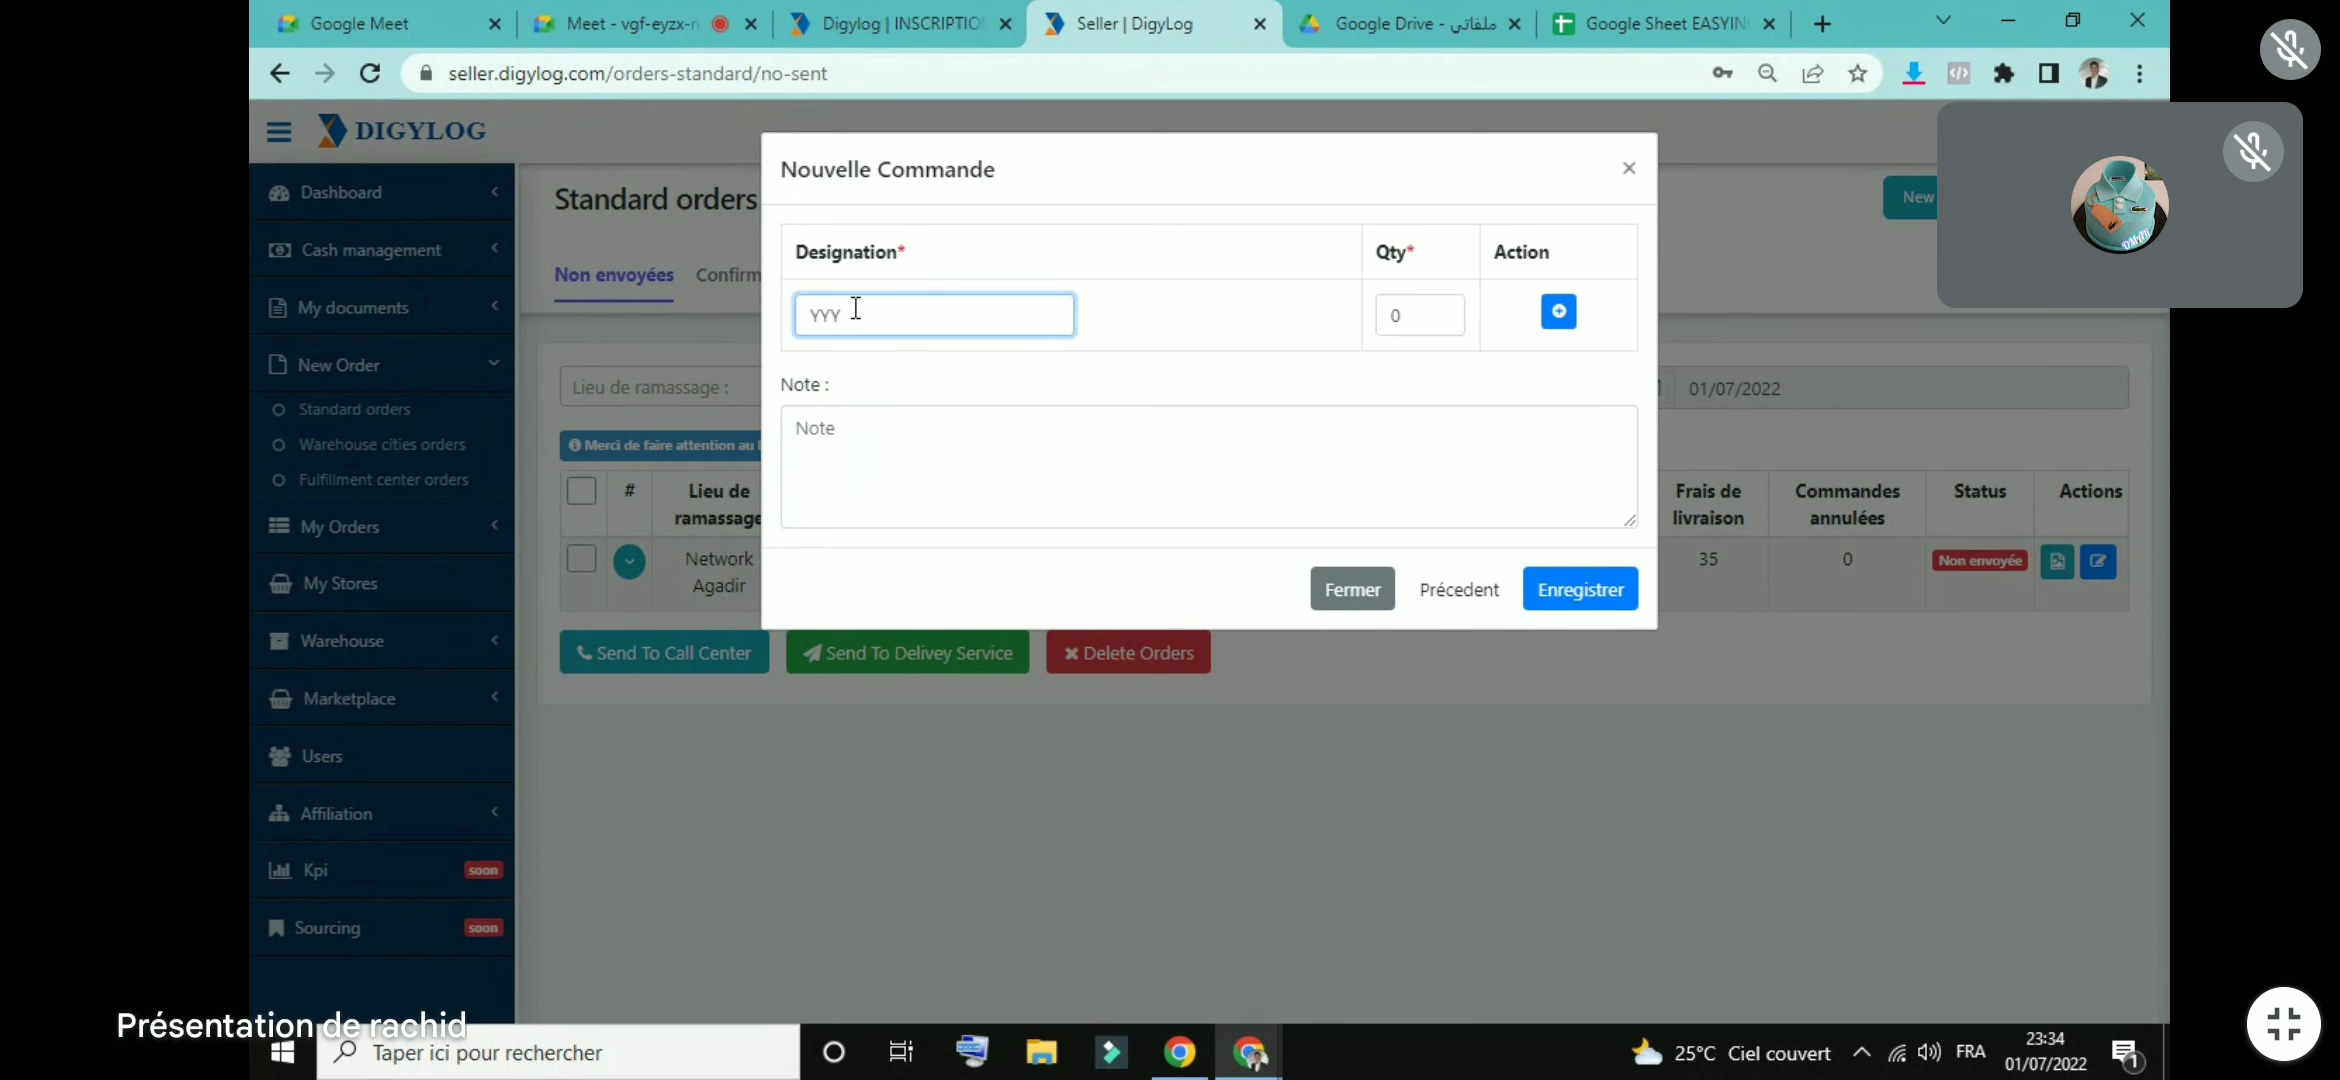 Google Meet
Meet - vgf-eyzx-n
Digylog | INSCRIPTION
Seller | DigyLog
Google Drive - ملفاتي
Google Sheet EASYIN
seller.digylog.com/orders-standard/no-sent
DIGYLOG
Dashboard
Cash management
My documents
New Order
Standard orders
Warehouse cities orders
Fulfillment center orders
My Orders
My Stores
Warehouse
Marketplace
Users
Affiliation
Kpi soon
Sourcing soon
Standard orders
New
Non envoyées Confirm
Lieu de ramassage :
01/07/2022
Merci de faire attention au
# Lieu de ramassage
Frais de livraison
Commandes annulées
Status
Actions
Network Agadir
35
0
Non envoyée
Send To Call Center
Send To Delivey Service
Delete Orders
Nouvelle Commande
×
Designation*
Qty*
Action
YYY
0
Note :
Note
Fermer
Précedent
Enregistrer
Présentation de rachid
Taper ici pour rechercher
25°C Ciel couvert
FRA
23:34
01/07/2022
1